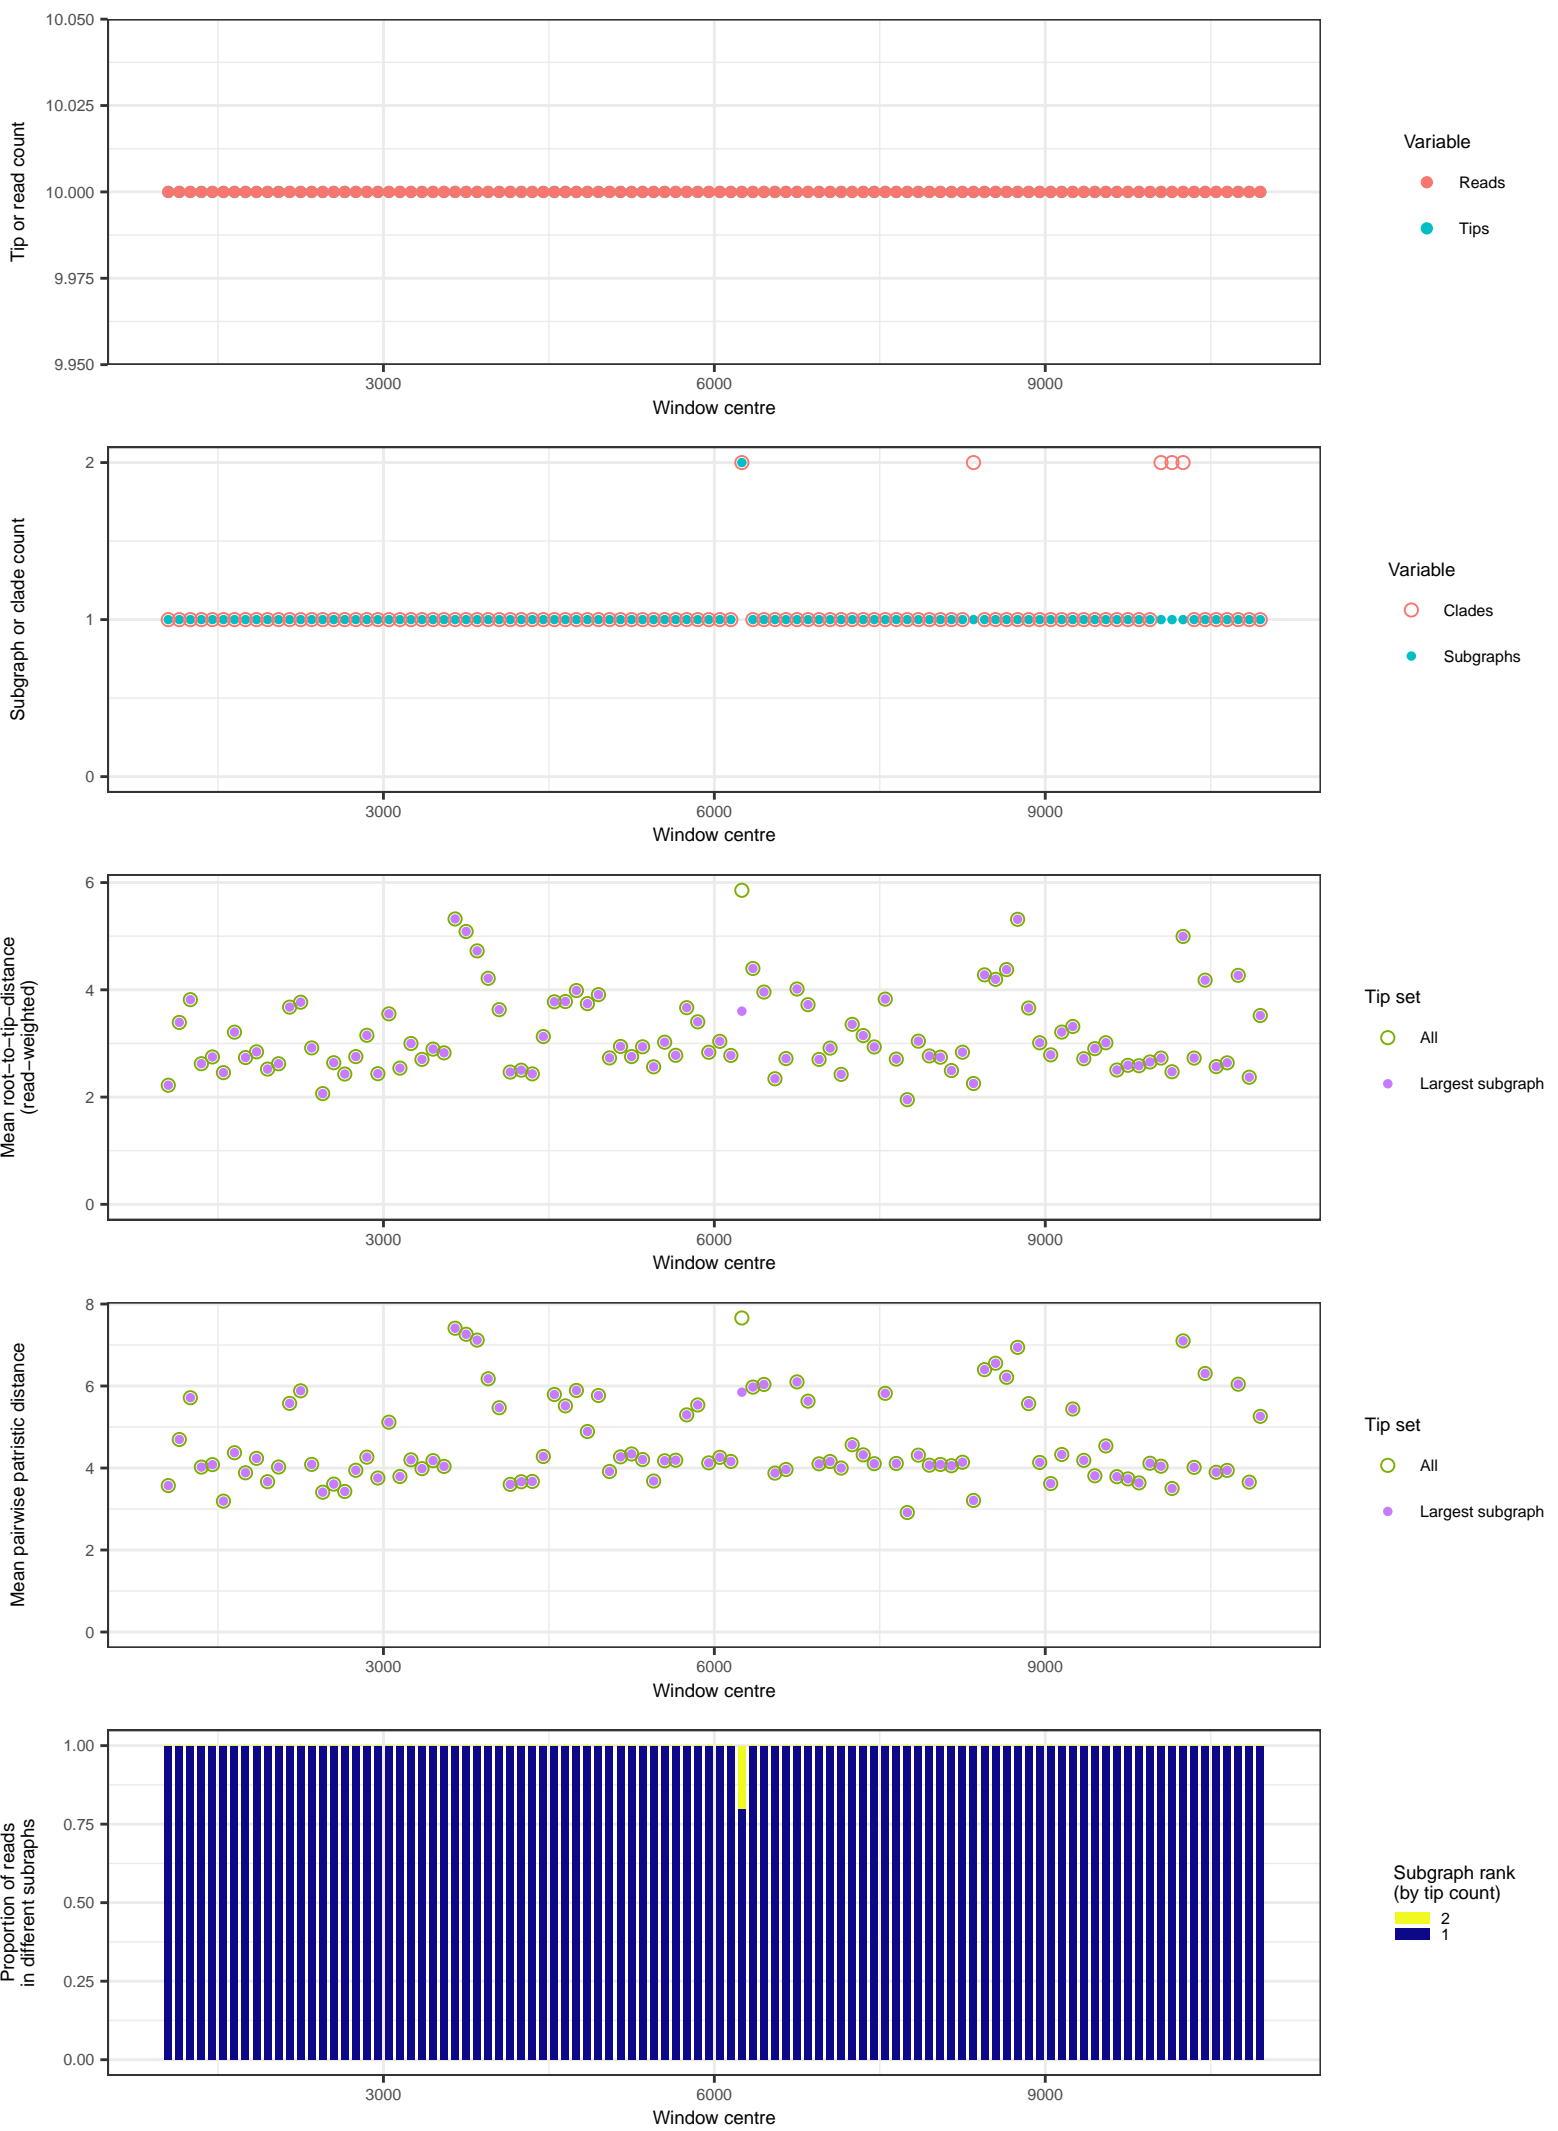 10.050
10.025
10.000
9.975
9.950
Tip or read count
3000
6000
9000
Window centre
Variable
Reads
Tips
2
1
0
Subgraph or clade count
3000
6000
9000
Window centre
Variable
Clades
Subgraphs
6
4
2
0
Mean root−to−tip−distance
(read−weighted)
3000
6000
9000
Window centre
Tip set
All
Largest subgraph
8
6
4
2
0
Mean pairwise patristic distance
3000
6000
9000
Window centre
Tip set
All
Largest subgraph
1.00
0.75
0.50
0.25
0.00
Proportion of reads
in different subraphs
3000
6000
9000
Window centre
Subgraph rank
(by tip count)
2
1